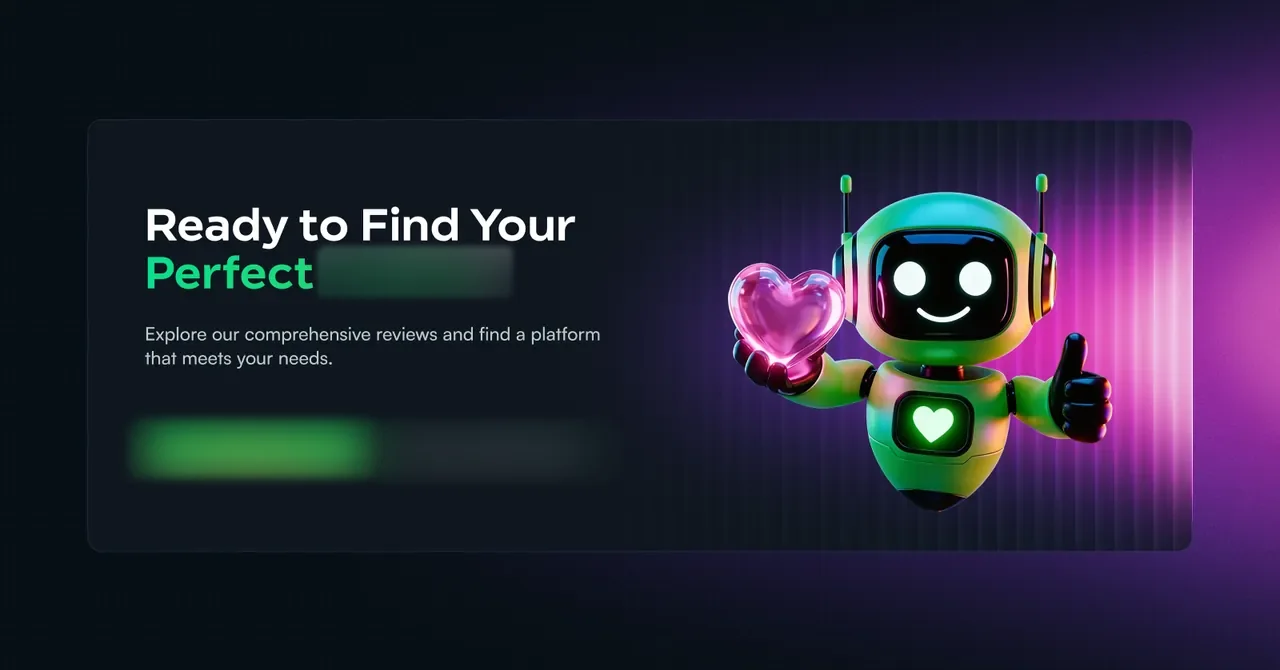 Ready to Find Your
Perfect
Explore our comprehensive reviews and find a platform
that meets your needs.